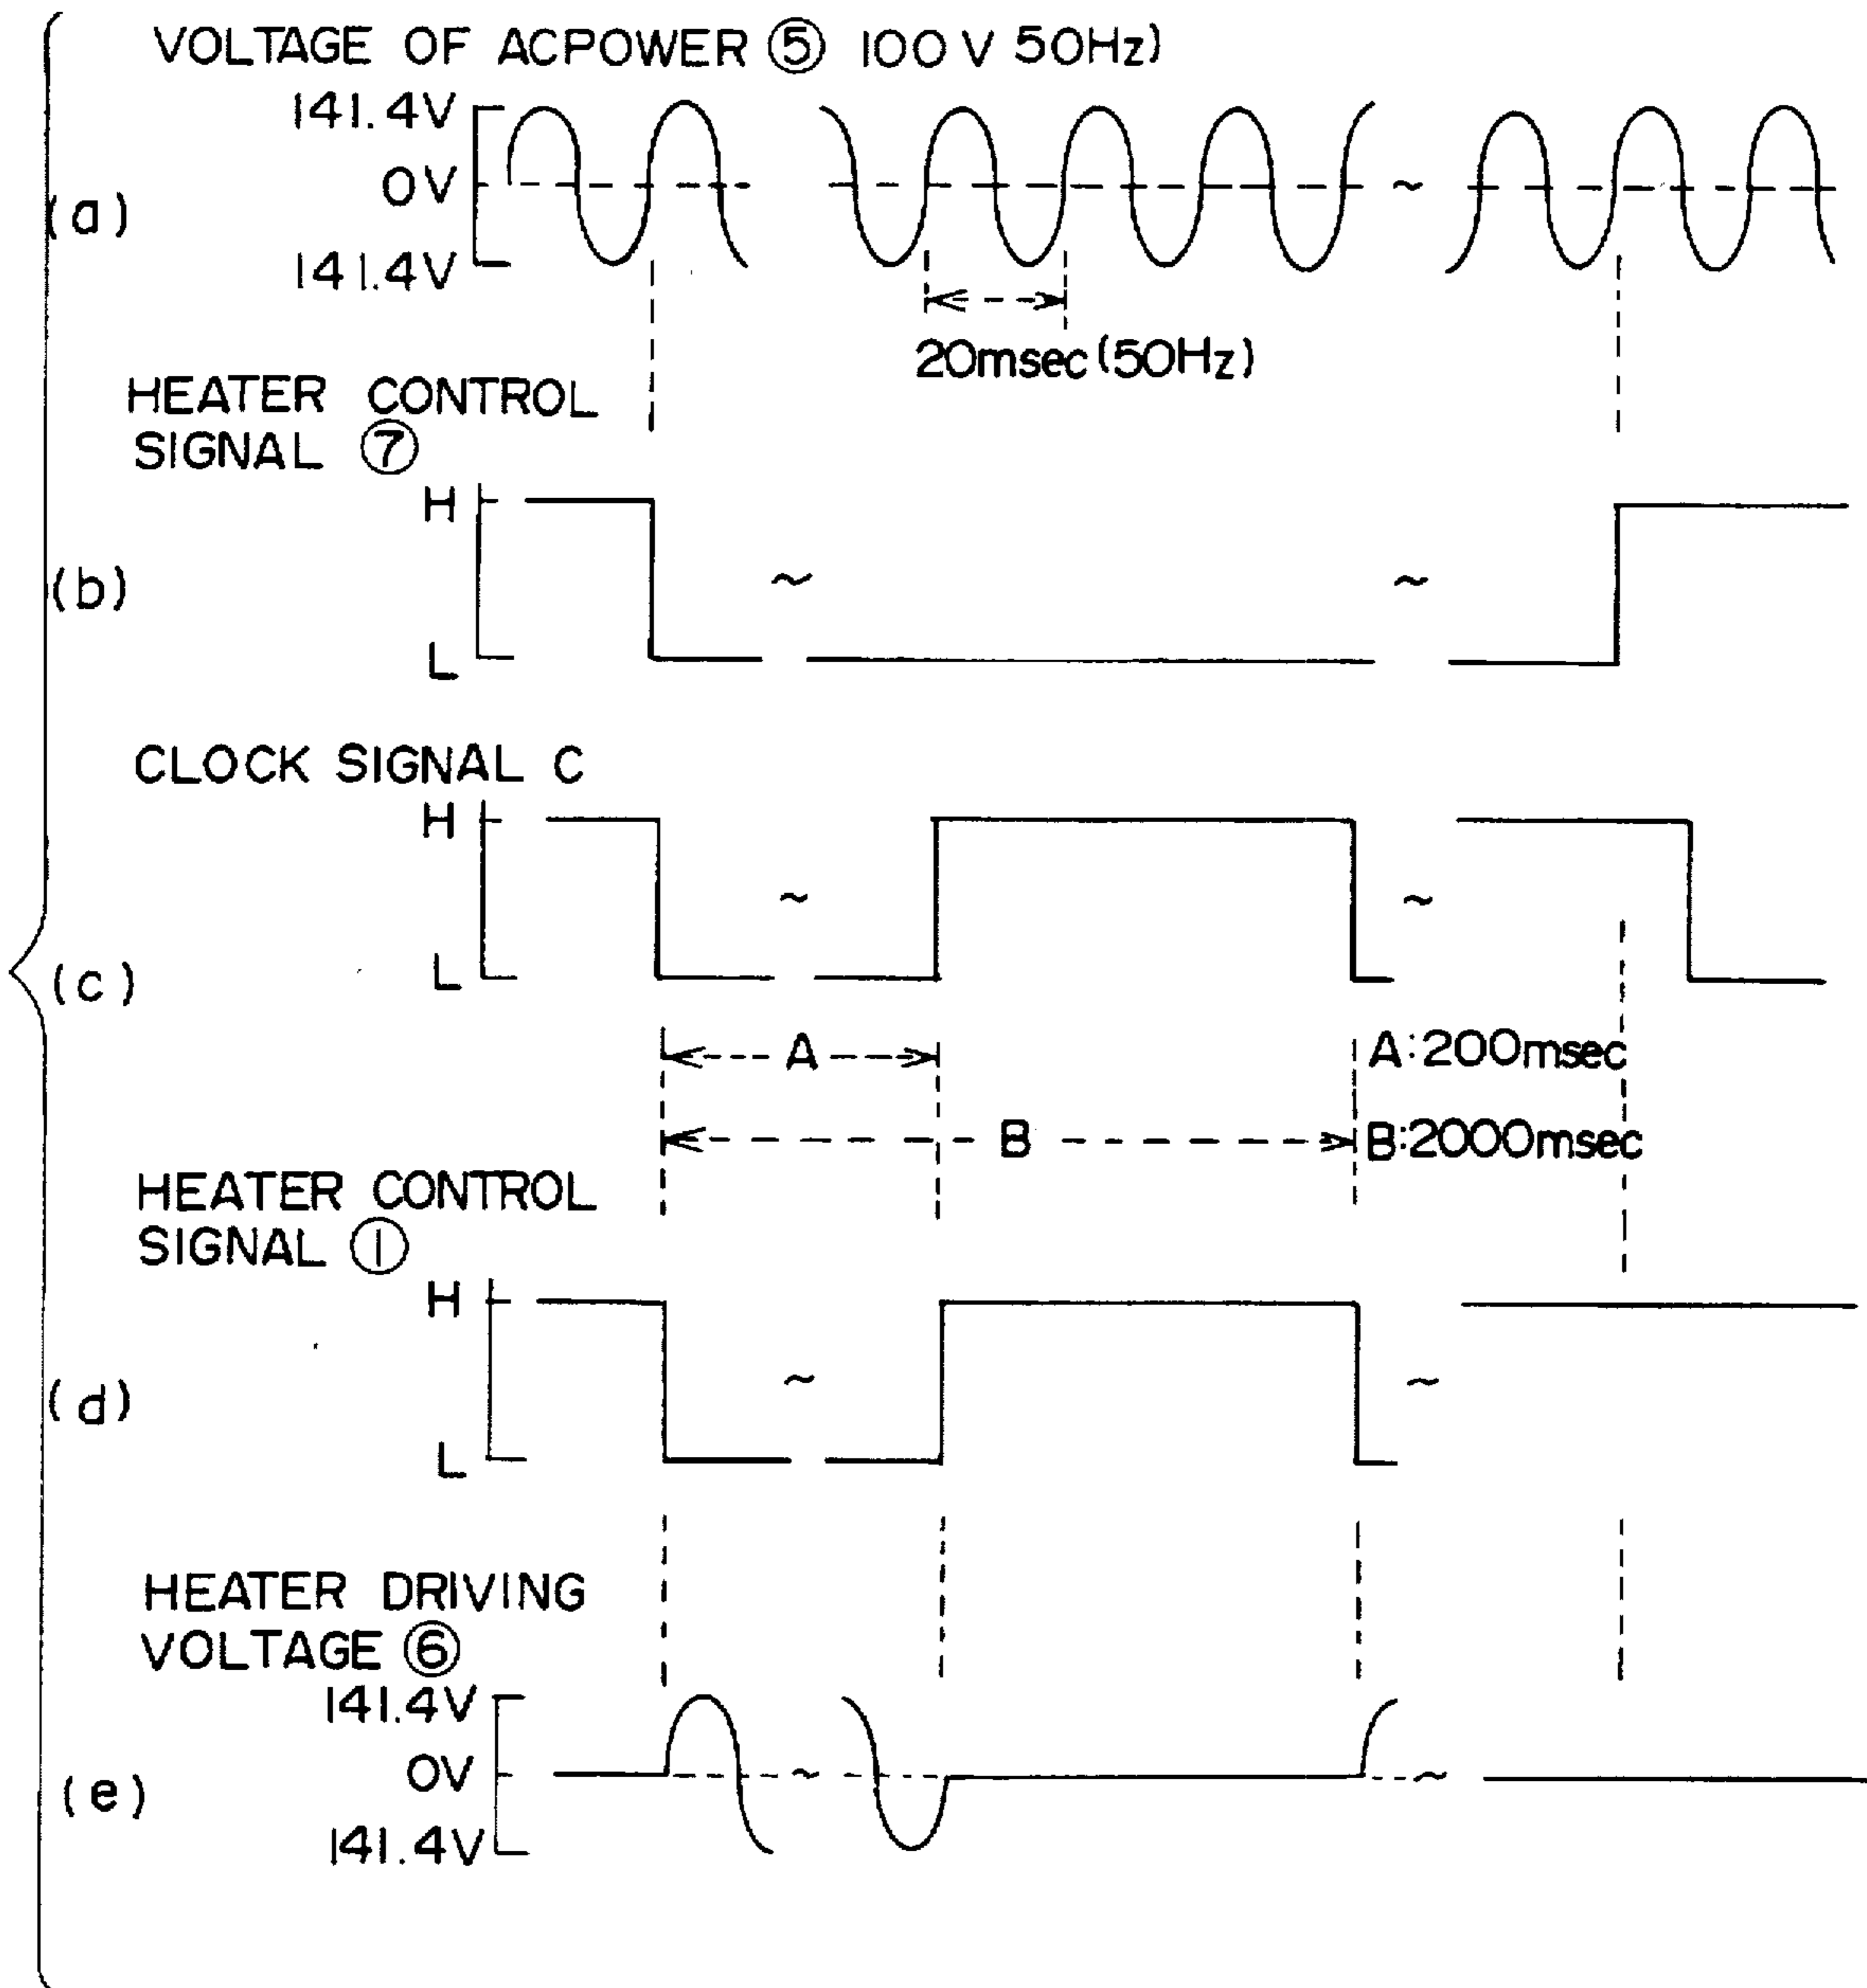 VOLTAGE OF ACPOWER ⑤ 100V 50Hz)
141.4V
0V
(a)
141.4V
20msec(50Hz)
HEATER CONTROL
SIGNAL ⑦
H
~ ~
(b)
L
CLOCK SIGNAL C
H
~ ~
L
(c)
A A:200msec
B B:2000msec
HEATER CONTROL
SIGNAL ①
H
~ ~
(d)
L
HEATER DRIVING
VOLTAGE ⑥
141.4V
0V
(e)
141.4V